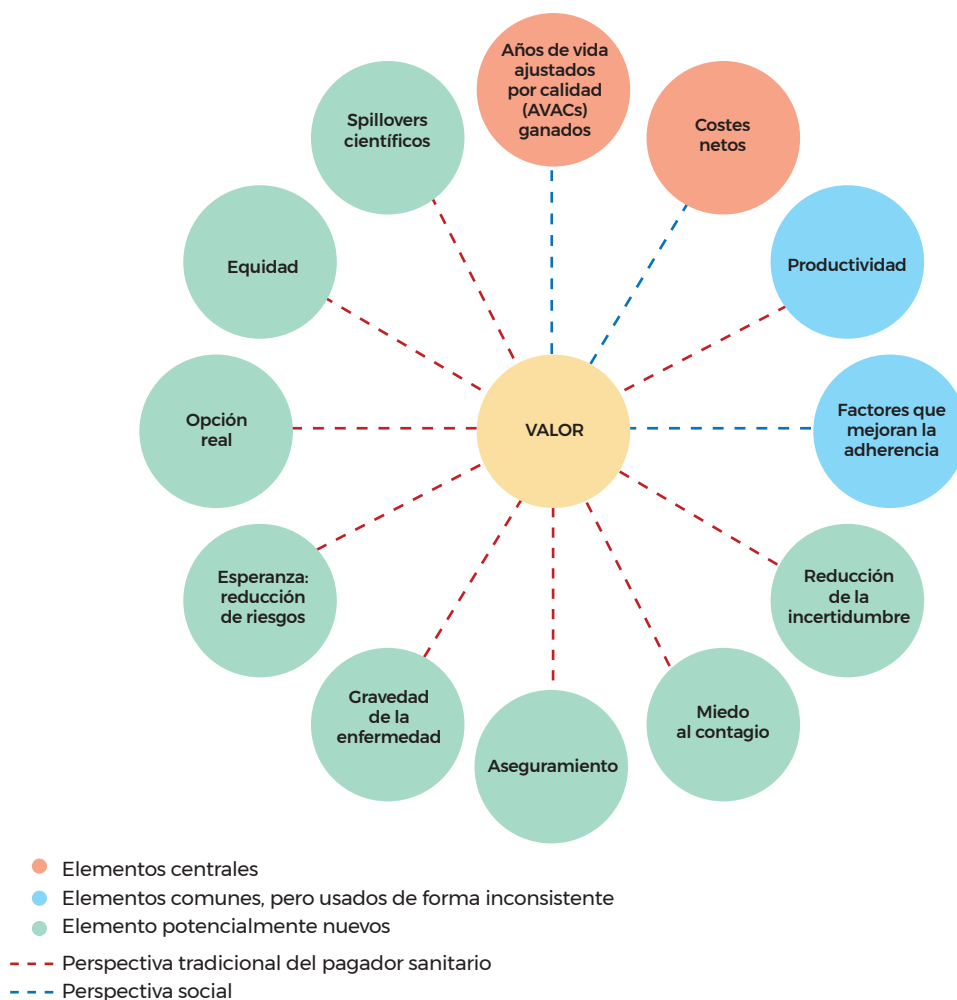 Años de vida
ajustados
por calidad
(AVACs)
ganados
Costes
netos
Productividad
Factores que
mejoran la
adherencia
Reducción
de la
incertidumbre
Miedo
al contagio
Aseguramiento
Gravedad
de la
enfermedad
Esperanza:
reducción
de riesgos
Opción
real
Equidad
Spillovers
científicos
VALOR
Elementos centrales
Elementos comunes, pero usados de forma inconsistente
Elemento potencialmente nuevos
Perspectiva tradicional del pagador sanitario
Perspectiva social